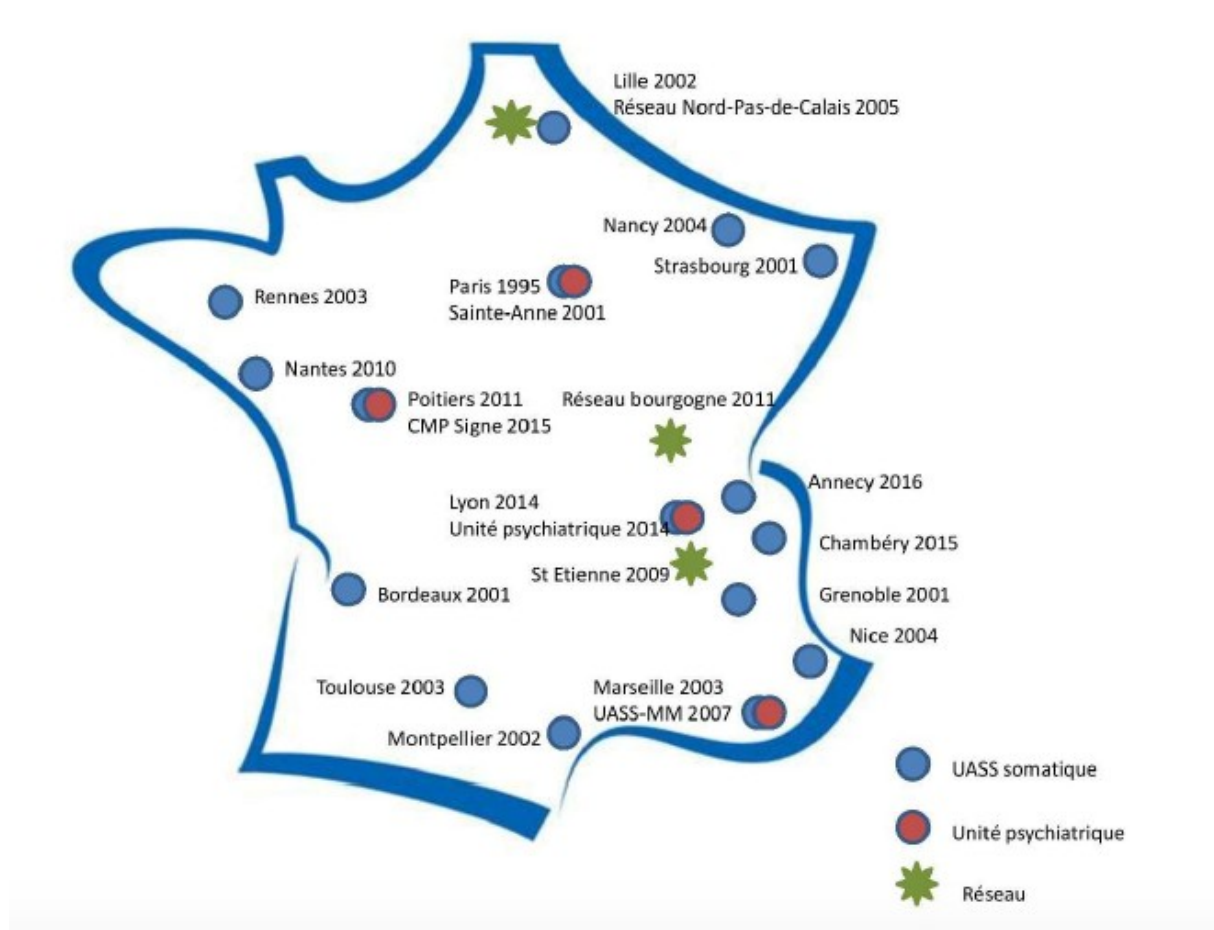 Lille 2002
Réseau Nord-Pas-de-Calais 2005
Nancy 2004
Strasbourg 2001
Paris 1995
Sainte-Anne 2001
Rennes 2003
Nantes 2010
Poitiers 2011
CMP Signe 2015
Réseau bourgogne 2011
Annecy 2016
Lyon 2014
Unité psychiatrique 2014
Chambéry 2015
St Etienne 2009
Bordeaux 2001
Grenoble 2001
Nice 2004
Toulouse 2003
Marseille 2003
UASS-MM 2007
Montpellier 2002
UASS somatique
Unité psychiatrique
Réseau